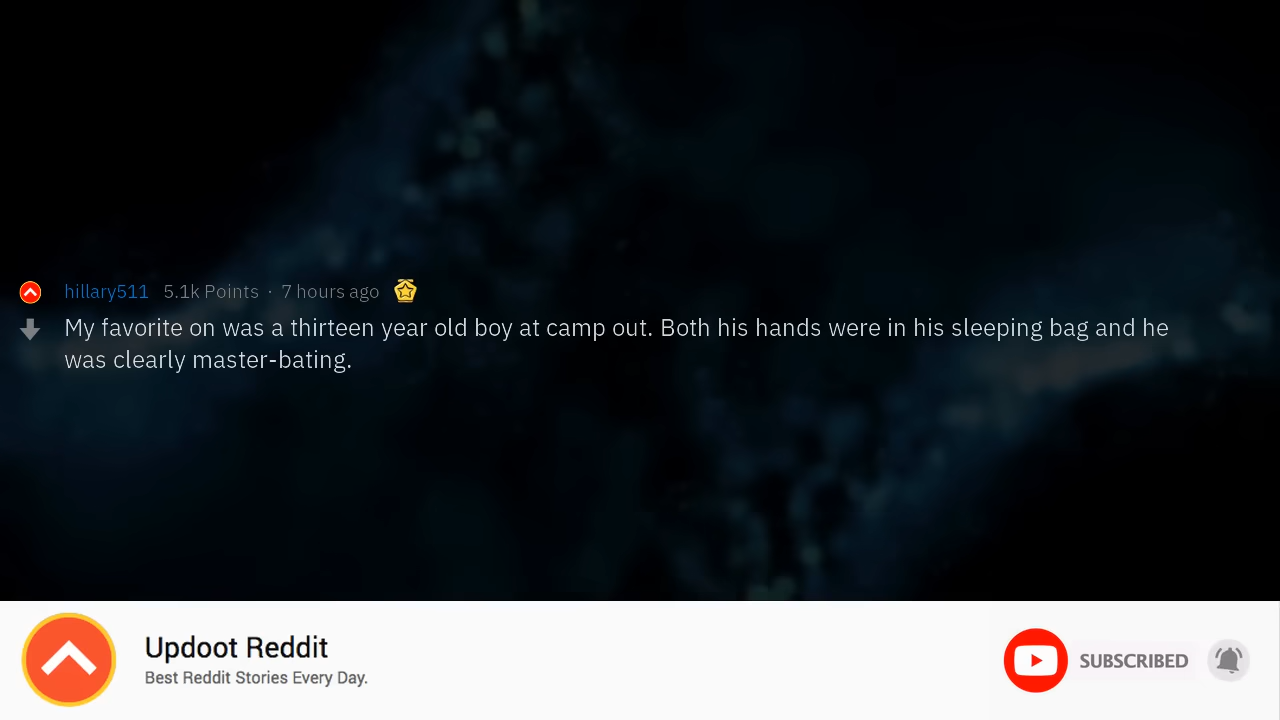 hillary511 5.1k Points · 7 hours ago
My favorite on was a thirteen year old boy at camp out. Both his hands were in his sleeping bag and he
was clearly master-bating.
Updoot Reddit
Best Reddit Stories Every Day.
SUBSCRIBED